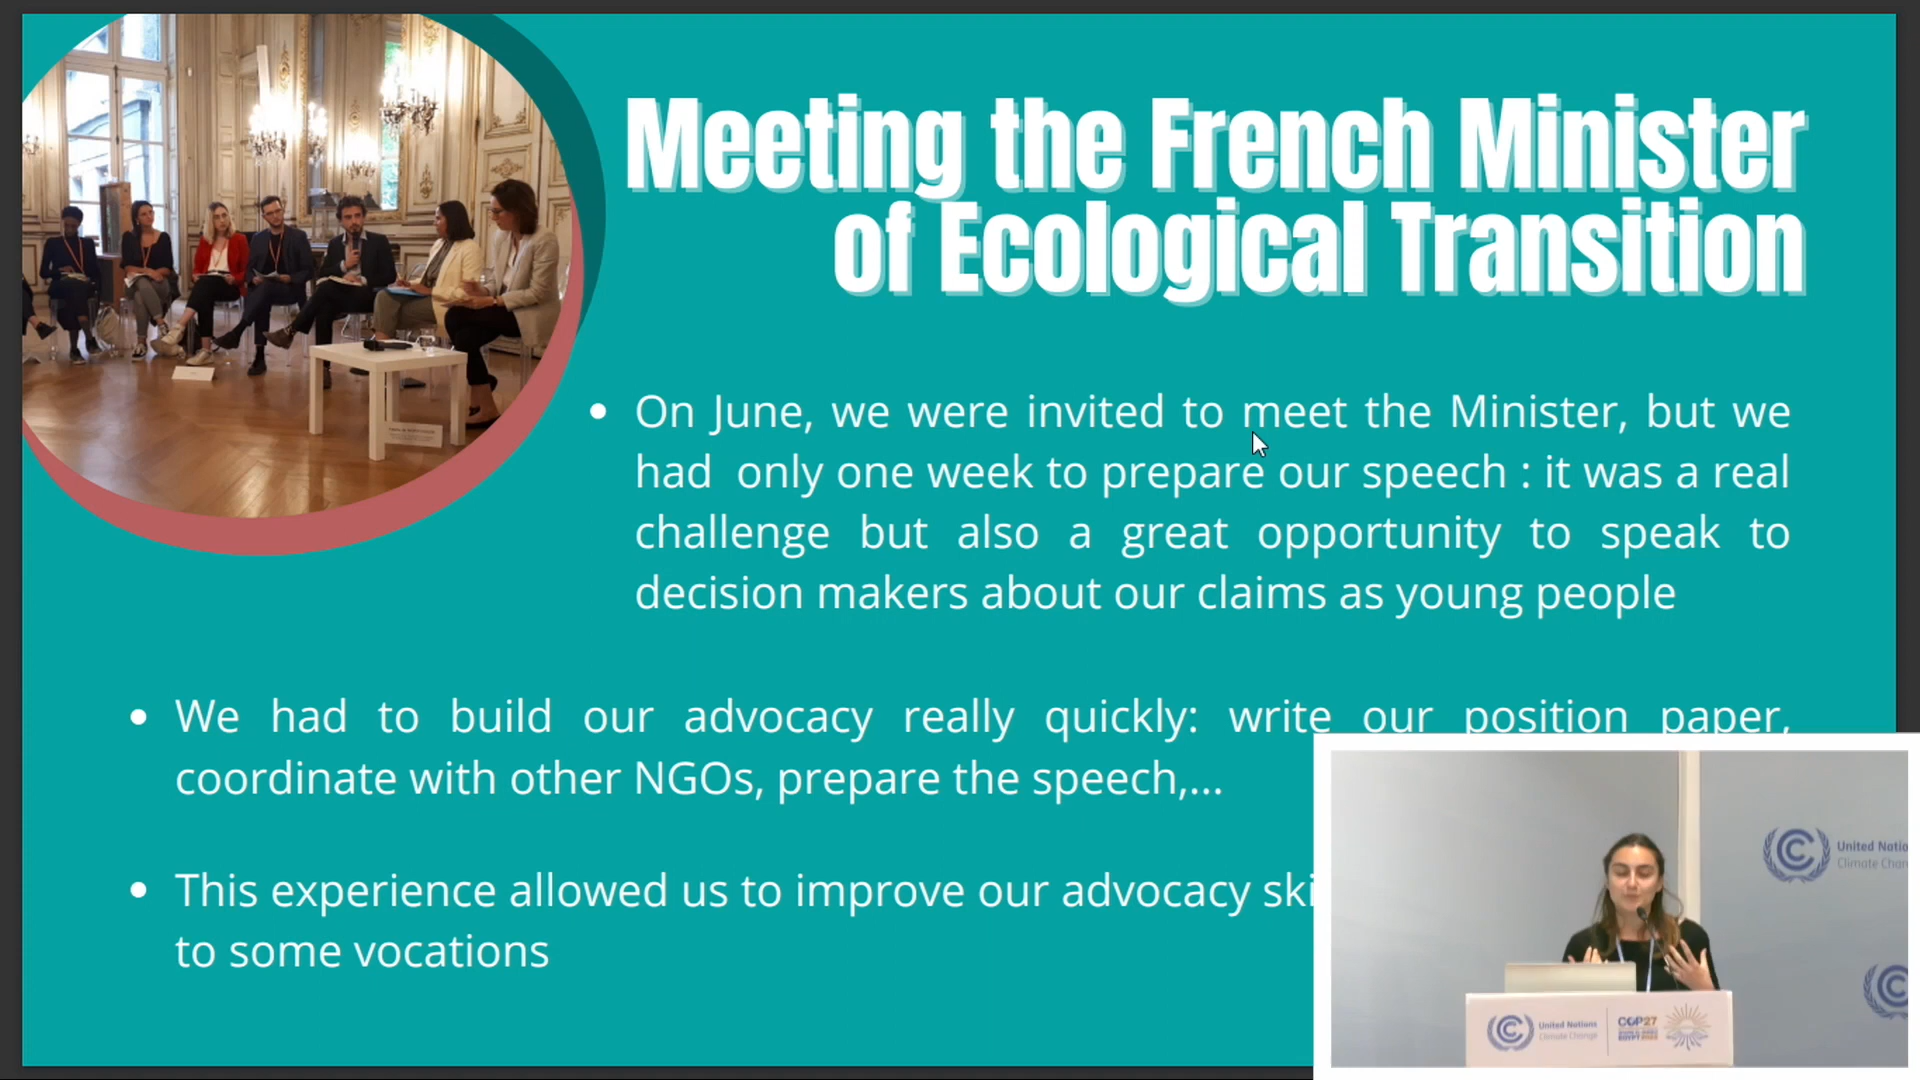 Meeting the French Minister
of Ecological Transition
On June, we were invited to meet the Minister, but we
had only one week to prepare our speech : it was a real
challenge but also a great opportunity to speak to
decision makers about our claims as young people
We had to build our advocacy really quickly: write our position paper,
coordinate with other NGOs, prepare the speech,...
This experience allowed us to improve our advocacy
to some vocations
United
Climate
United Nations
Climate Change
COP27